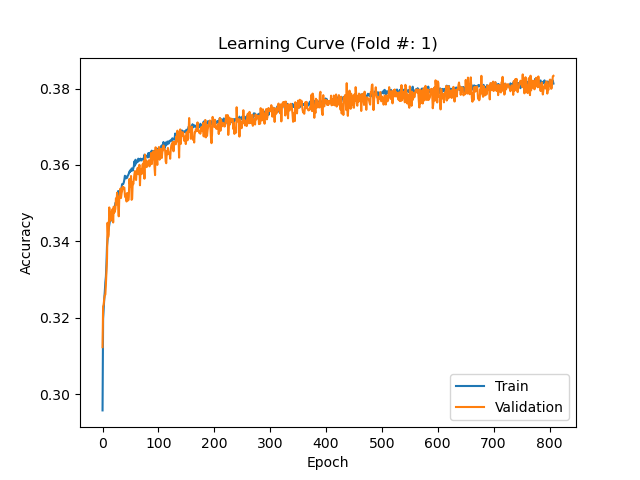 Learning Curve (Fold #: 1)
0.38
0.36
0.34
0.32
0.30
Accuracy
0 100 200 300 400 500 600 700 800
Epoch
Train
Validation